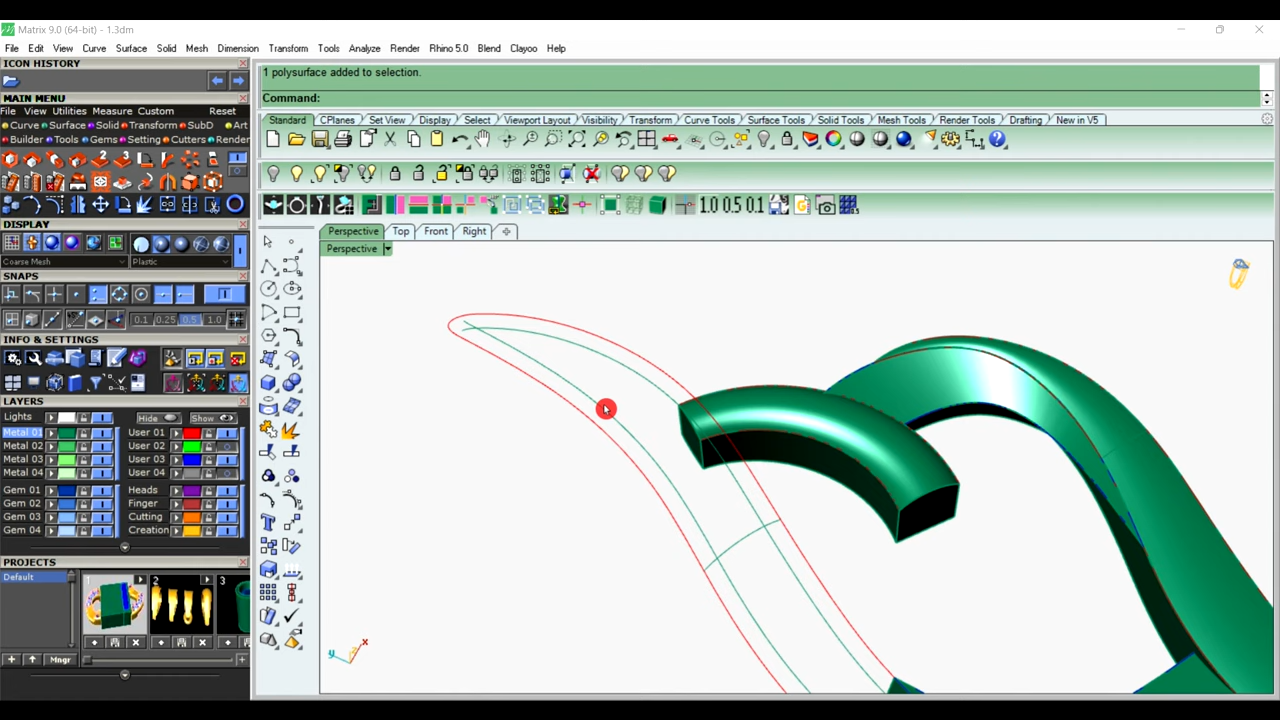 Matrix 9.0 (64-bit) - 1.3dm
File Edit View Curve Surface Solid Mesh Dimension Transform Tools Analyze Render Rhino 5.0 Blend Clayoo Help
ICON HISTORY
MAIN MENU
File View Utilities Measure Custom Reset
Curve Surface Solid Transform SubD Art
Builder Tools Gems Setting Cutters Render
DISPLAY
Coarse Mesh Plastic
SNAPS
0.1 0.25 0.5 1.0
INFO & SETTINGS
LAYERS
Lights Hide Show
Metal 01 User 01
Metal 02 User 02
Metal 03 User 03
Metal 04 User 04
Gem 01 Heads
Gem 02 Finger
Gem 03 Cutting
Gem 04 Creation
PROJECTS
Default 1 2 3
Mngr
1 polysurface added to selection.
Command:
Standard CPlanes Set View Display Select Viewport Layout Visibility Transform Curve Tools Surface Tools Solid Tools Mesh Tools Render Tools Drafting New in V5
1.0 0.5 0.1
Perspective Top Front Right
Perspective
x
y